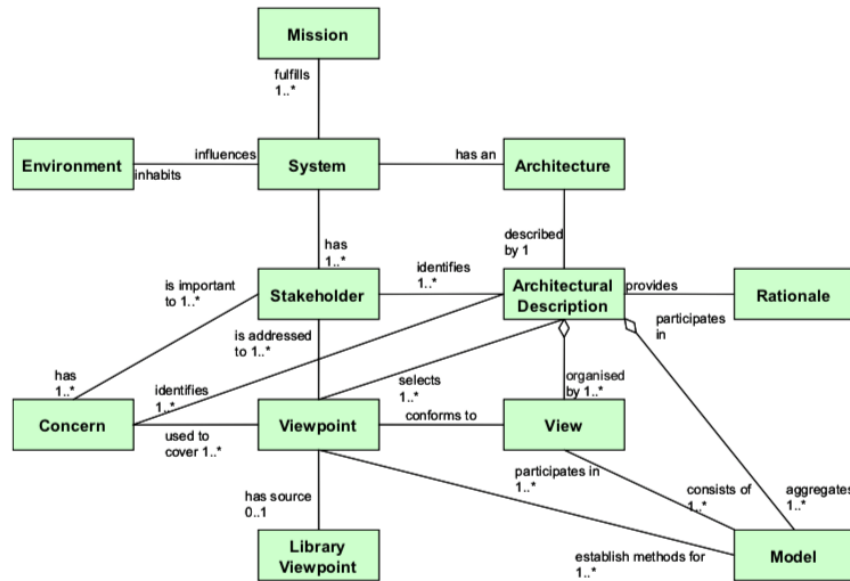 Mission
fulfills
1..*
Environment
influences
inhabits
System
has an
Architecture
has
1..*
described
by 1
is important
to 1..*
Stakeholder
identifies
1..*
Architectural
Description
provides
Rationale
is addressed
to 1..*
participates
in
has
1..*
identifies
1..*
selects
1..*
organised
by 1..*
Concern
used to
cover 1..*
Viewpoint
conforms to
View
has source
0..1
participates in
1..*
consists of
1..*
aggregates
1..*
Library
Viewpoint
establish methods for
1..*
Model